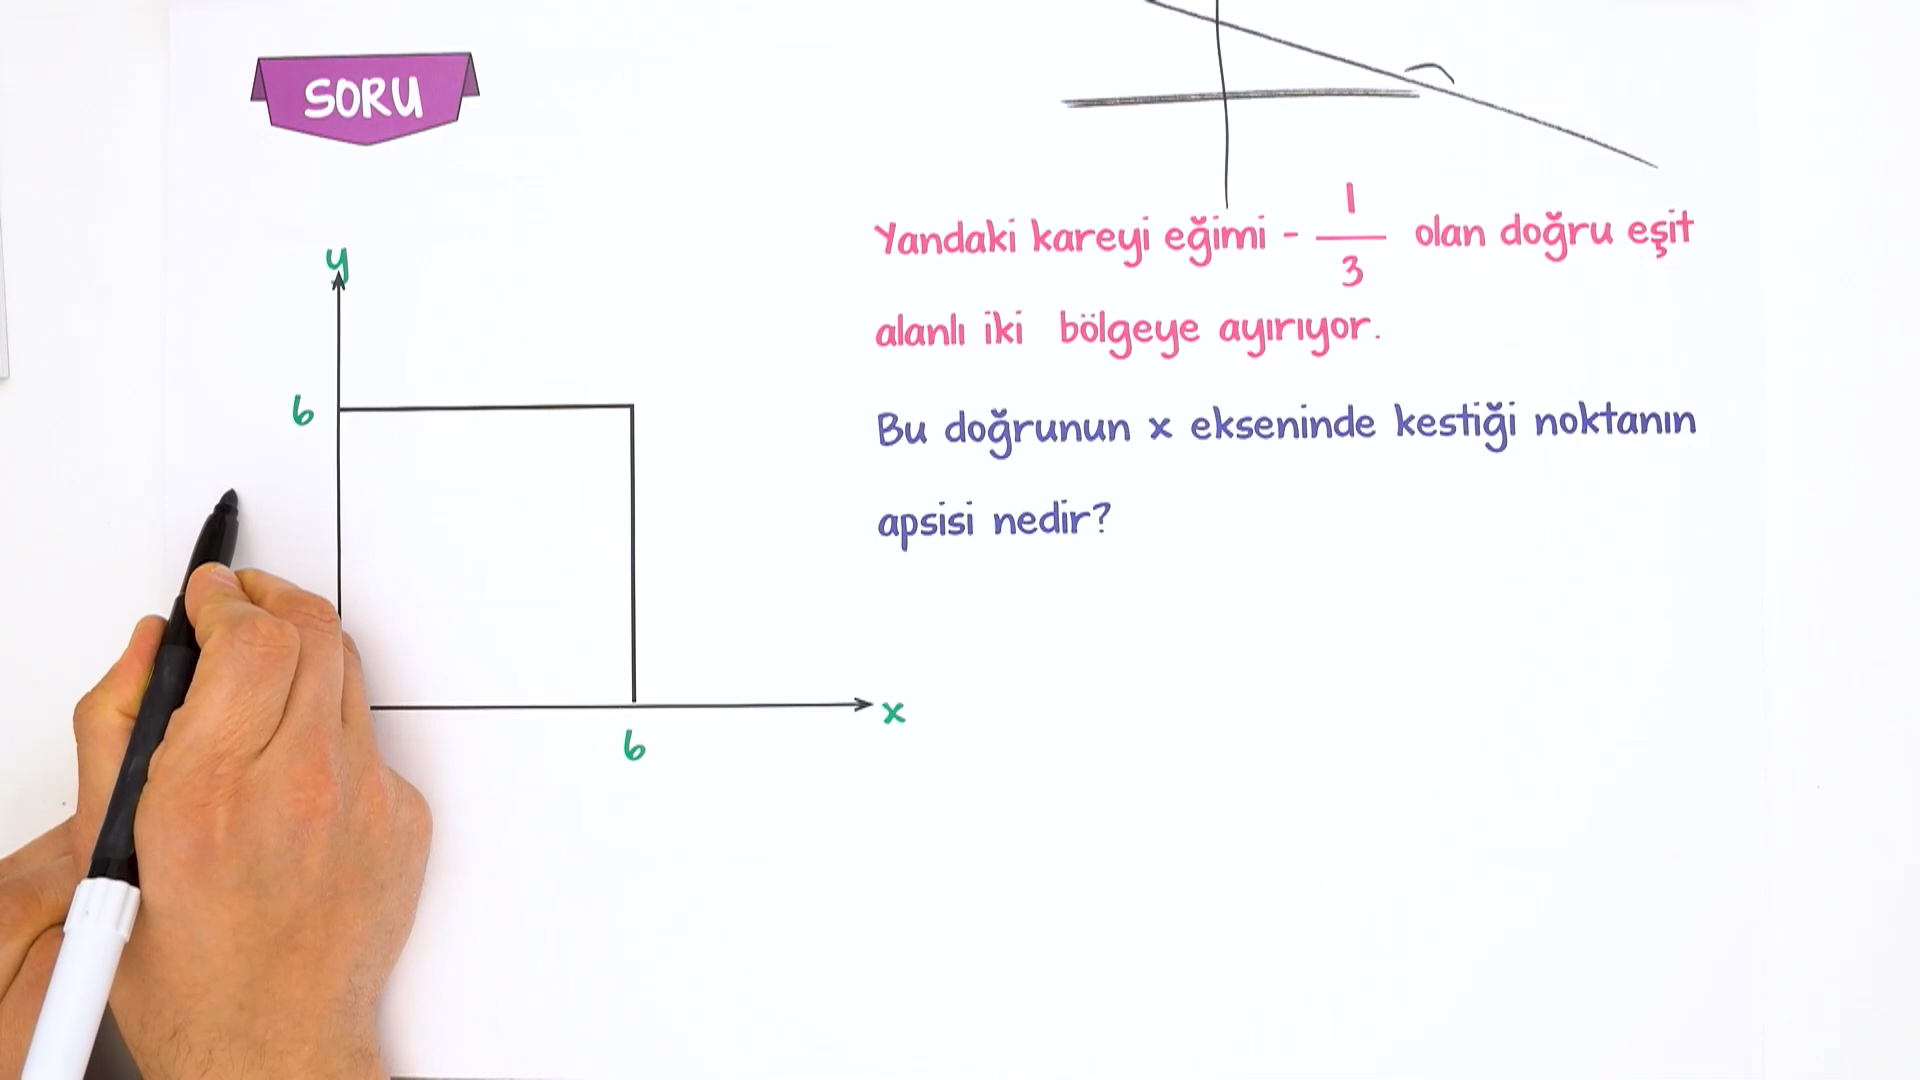 SORU
Yandaki kareyi eğimi - 1/3 olan doğru eşit
alanlı iki bölgeye ayırıyor.
Bu doğrunun x ekseninde kestiği noktanın
apsisi nedir?
y
6
x
6